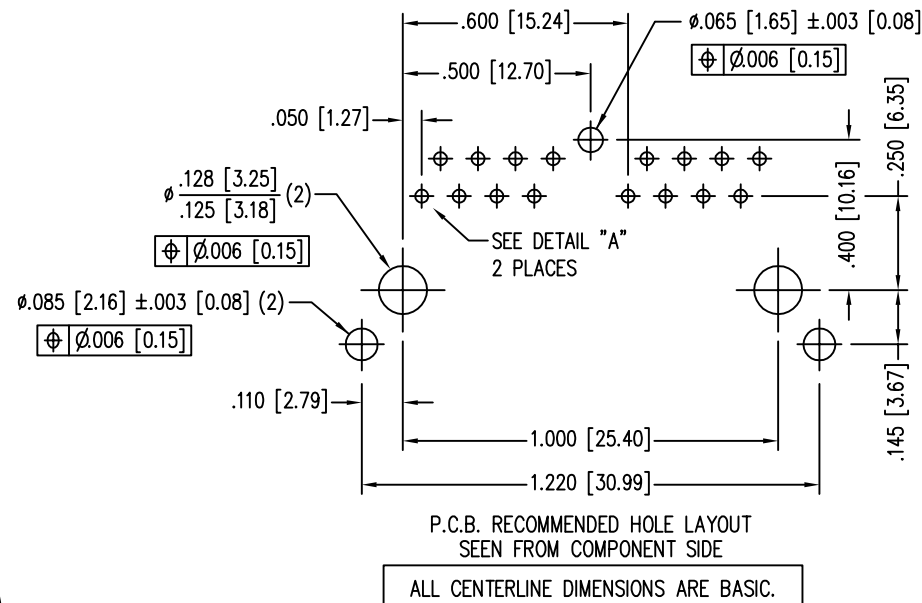 .600 [15.24]
ø.065 [1.65] ±.003 [0.08]
⌖ Ø.006 [0.15]
.500 [12.70]
.050 [1.27]
.250 [6.35]
.400 [10.16]
ø .128 [3.25] (2)
.125 [3.18]
⌖ Ø.006 [0.15]
SEE DETAIL "A"
2 PLACES
ø.085 [2.16] ±.003 [0.08] (2)
⌖ Ø.006 [0.15]
.110 [2.79]
.145 [3.67]
1.000 [25.40]
1.220 [30.99]
P.C.B. RECOMMENDED HOLE LAYOUT
SEEN FROM COMPONENT SIDE
ALL CENTERLINE DIMENSIONS ARE BASIC.